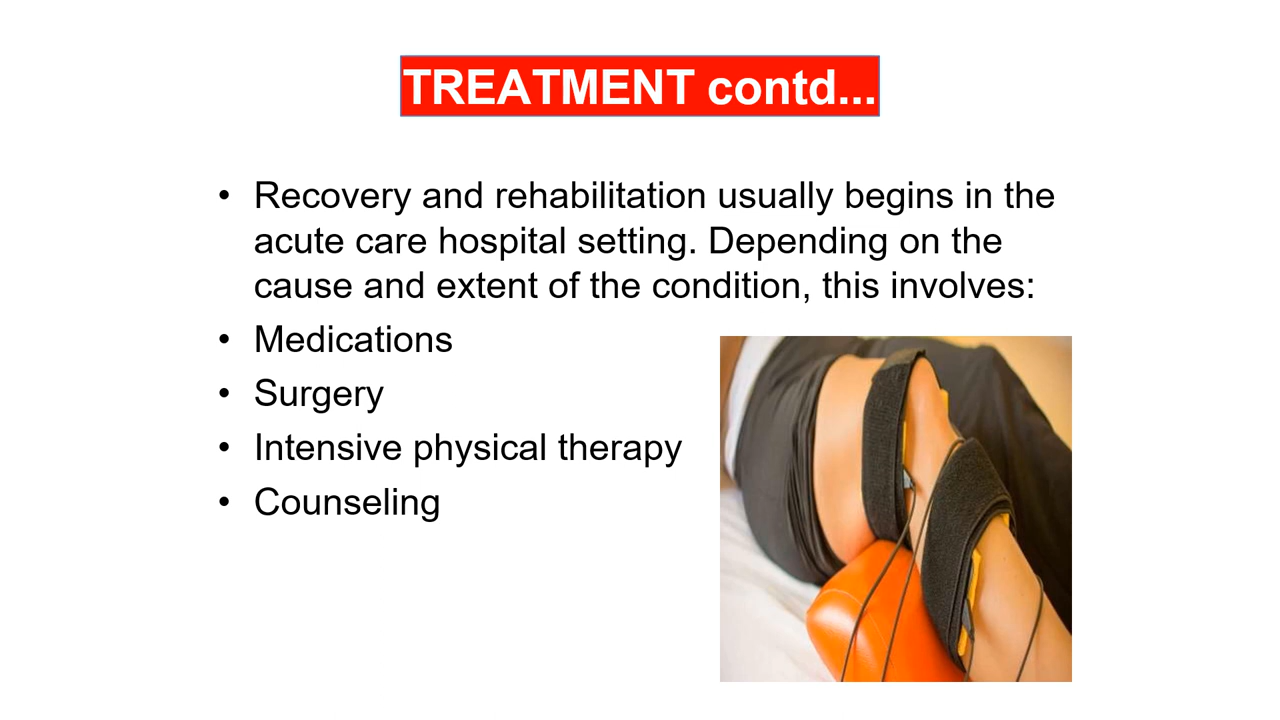 TREATMENT contd...
• Recovery and rehabilitation usually begins in the
acute care hospital setting. Depending on the
cause and extent of the condition, this involves:
• Medications
• Surgery
• Intensive physical therapy
• Counseling